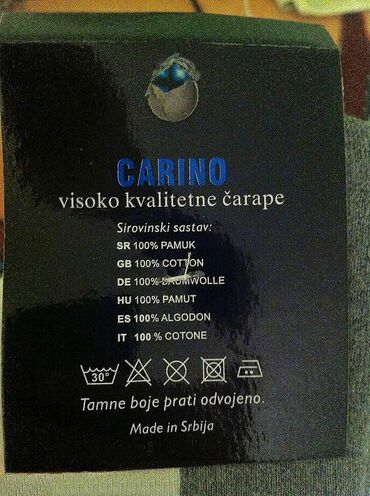 CARINO
visoko kvalitetne čarape
Sirovinski sastav:
SR 100% PAMUK
GB 100% COTTON
DE 100% BAUMWOLLE
HU 100% PAMUT
ES 100% ALGODON
IT 100 % COTONE
30°
Tamne boje prati odvojeno.
Made in Srbija